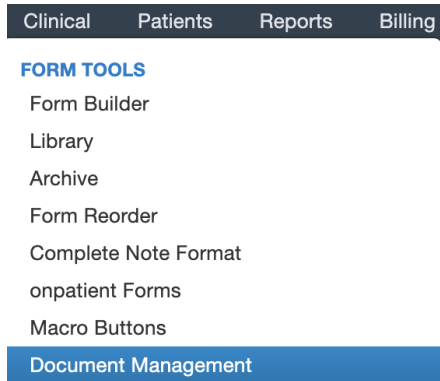 Clinical Patients Reports Billing
FORM TOOLS
Form Builder
Library
Archive
Form Reorder
Complete Note Format
onpatient Forms
Macro Buttons
Document Management